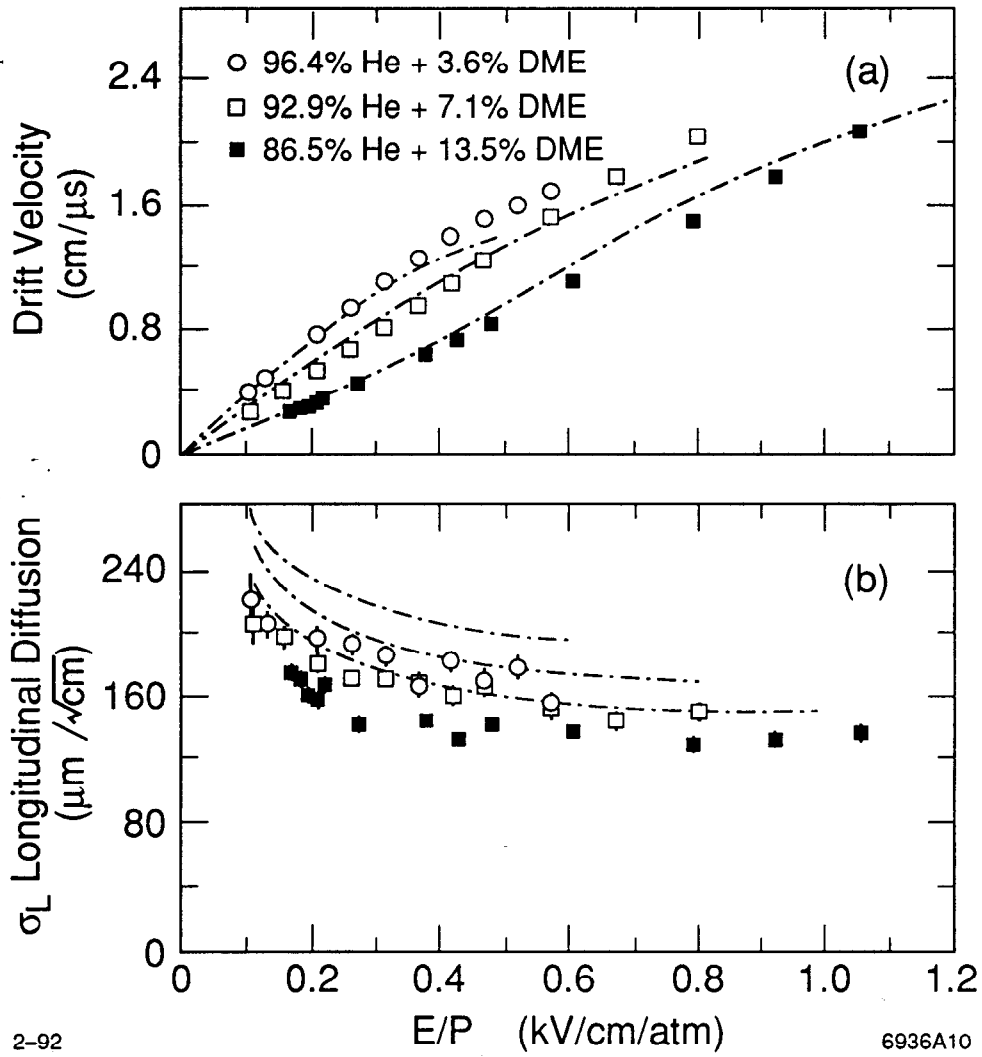 (a)
○ 96.4% He + 3.6% DME
□ 92.9% He + 7.1% DME
■ 86.5% He + 13.5% DME
2.4
1.6
0.8
0
Drift Velocity
(cm/μs)
(b)
240
160
80
0
σL Longitudinal Diffusion
(μm /√cm)
0 0.2 0.4 0.6 0.8 1.0 1.2
E/P (kV/cm/atm)
2–92
6936A10